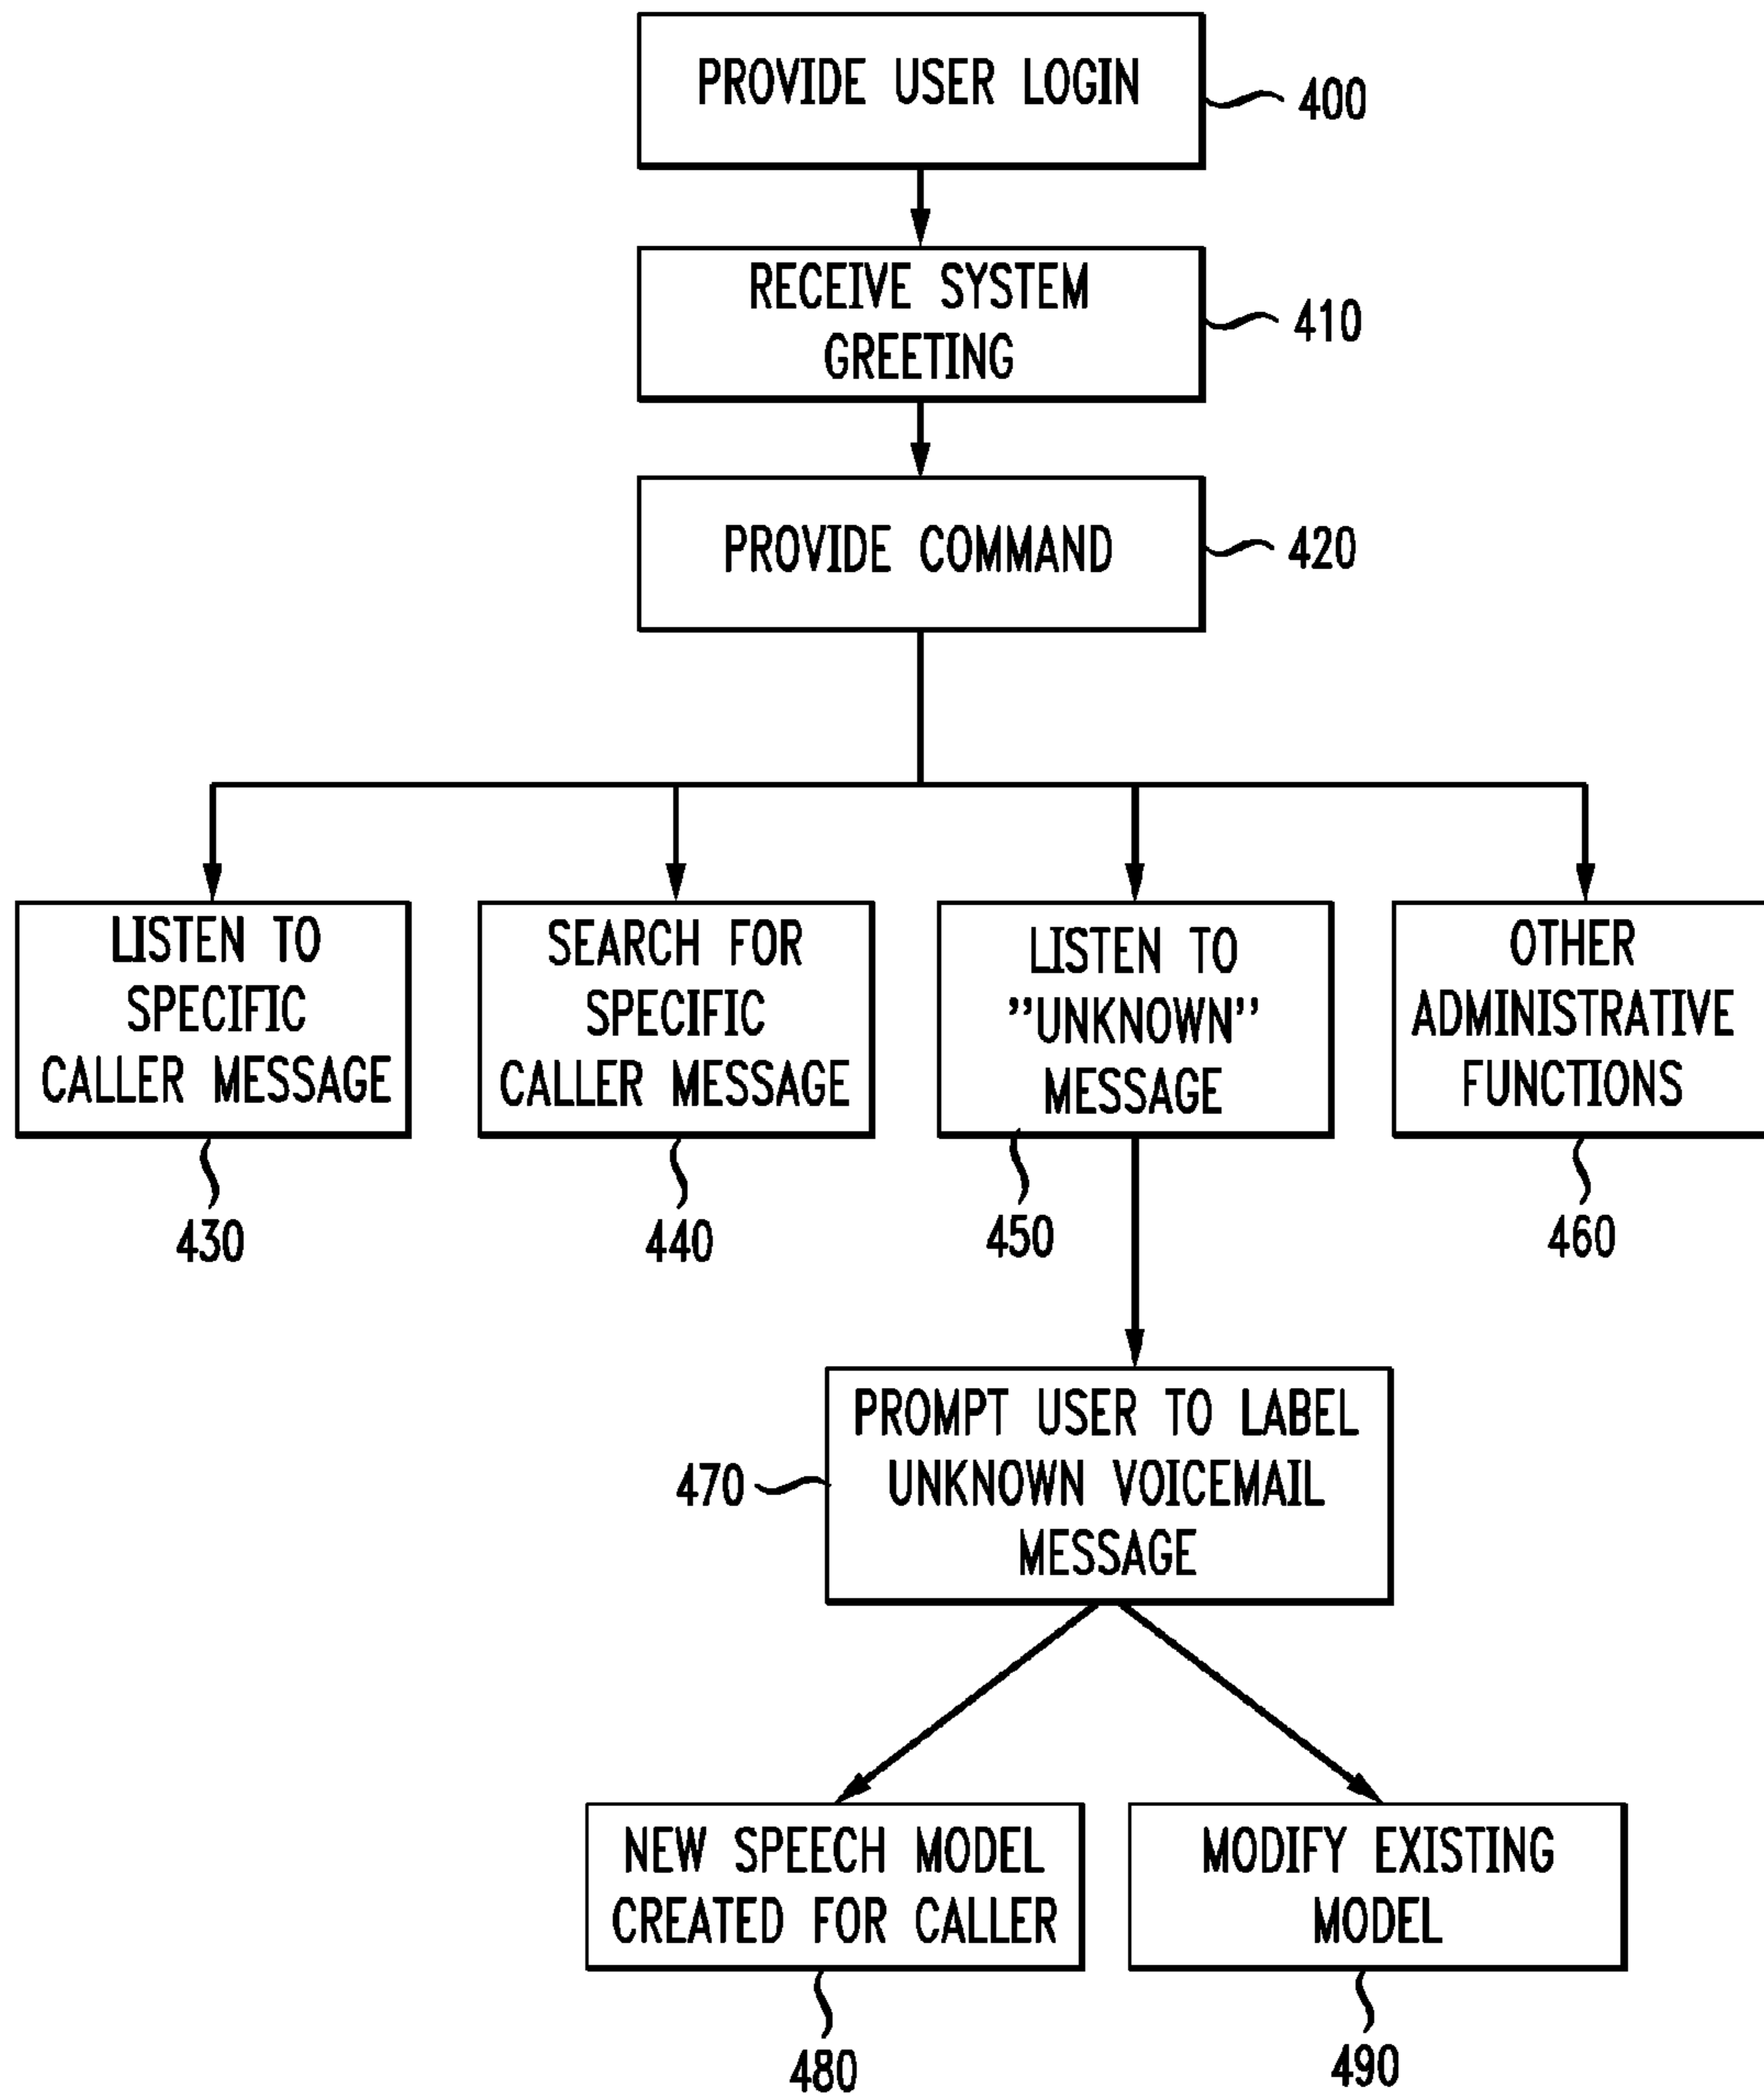 PROVIDE USER LOGIN
400
RECEIVE SYSTEM
GREETING
410
PROVIDE COMMAND
420
LISTEN TO
SPECIFIC
CALLER MESSAGE
430
SEARCH FOR
SPECIFIC
CALLER MESSAGE
440
LISTEN TO
”UNKNOWN”
MESSAGE
450
OTHER
ADMINISTRATIVE
FUNCTIONS
460
PROMPT USER TO LABEL
UNKNOWN VOICEMAIL
MESSAGE
470
NEW SPEECH MODEL
CREATED FOR CALLER
480
MODIFY EXISTING
MODEL
490